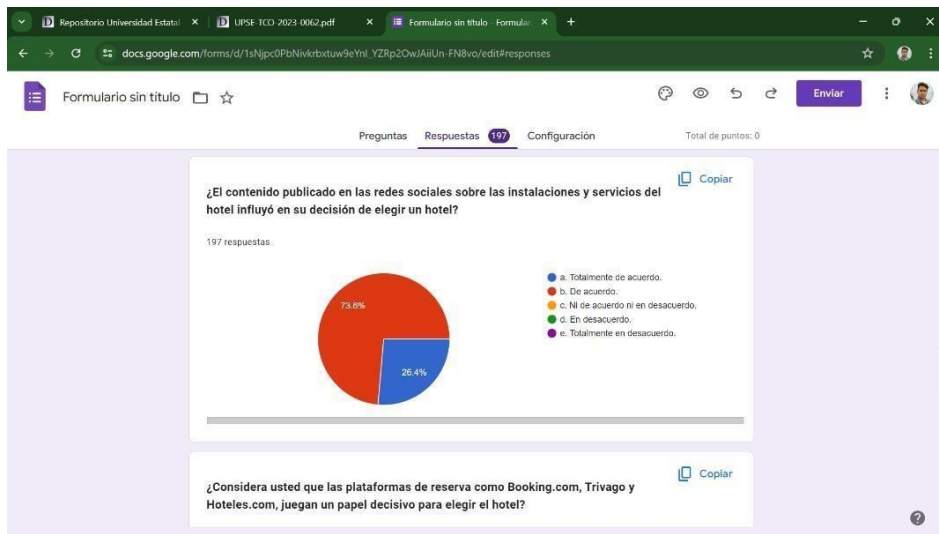 Repositorio Universidad Estatal
UPSE-TCO-2023-0062.pdf
Formulario sin título - Formular
docs.google.com/forms/d/1sNjpc0PbNivkrbxtuw9eYnI_YZRp2OwJAiiUn-FN8vo/edit#responses
Formulario sin título
Enviar
Preguntas Respuestas 197 Configuración Total de puntos: 0
Copiar
¿El contenido publicado en las redes sociales sobre las instalaciones y servicios del
hotel influyó en su decisión de elegir un hotel?
197 respuestas
a. Totalmente de acuerdo.
b. De acuerdo.
c. Ni de acuerdo ni en desacuerdo.
d. En desacuerdo.
e. Totalmente en desacuerdo.
73.6%
26.4%
Copiar
¿Considera usted que las plataformas de reserva como Booking.com, Trivago y
Hoteles.com, juegan un papel decisivo para elegir el hotel?